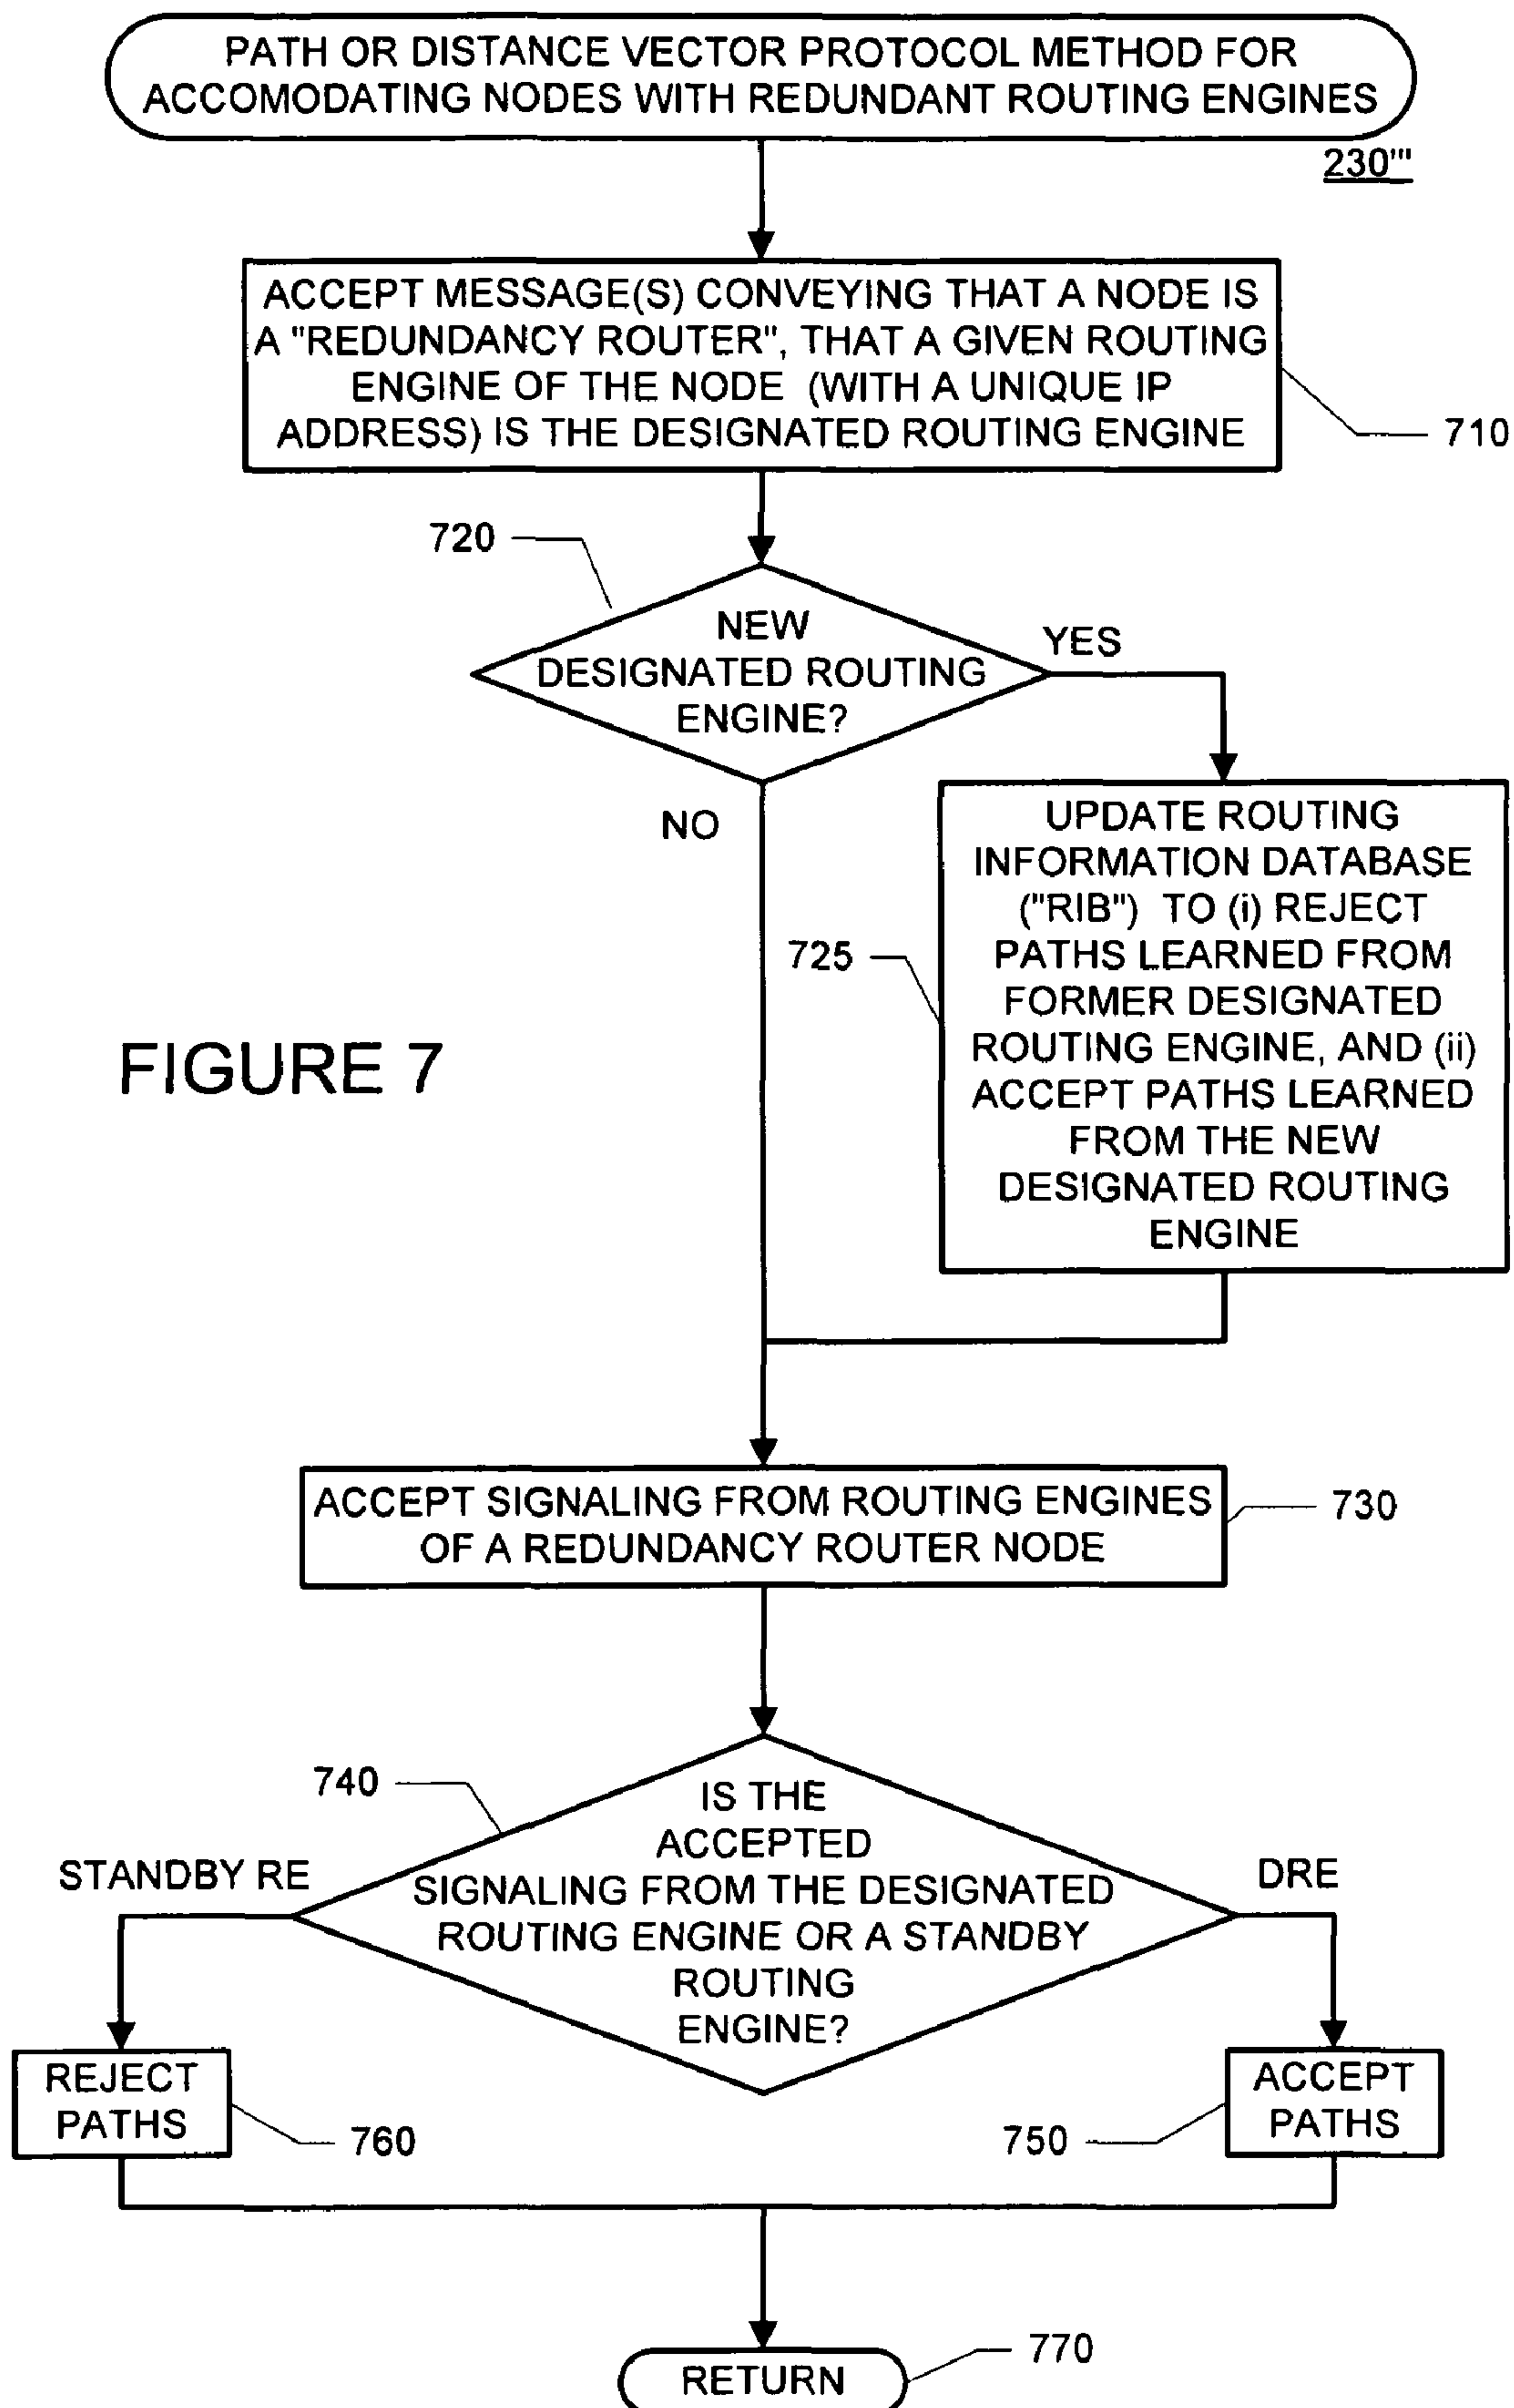 PATH OR DISTANCE VECTOR PROTOCOL METHOD FOR
ACCOMODATING NODES WITH REDUNDANT ROUTING ENGINES
230'''
ACCEPT MESSAGE(S) CONVEYING THAT A NODE IS
A "REDUNDANCY ROUTER", THAT A GIVEN ROUTING
ENGINE OF THE NODE (WITH A UNIQUE IP
ADDRESS) IS THE DESIGNATED ROUTING ENGINE
710
720
NEW
DESIGNATED ROUTING
ENGINE?
YES
NO
UPDATE ROUTING
INFORMATION DATABASE
("RIB") TO (i) REJECT
PATHS LEARNED FROM
FORMER DESIGNATED
ROUTING ENGINE, AND (ii)
ACCEPT PATHS LEARNED
FROM THE NEW
DESIGNATED ROUTING
ENGINE
725
FIGURE 7
ACCEPT SIGNALING FROM ROUTING ENGINES
OF A REDUNDANCY ROUTER NODE
730
740
IS THE
ACCEPTED
SIGNALING FROM THE DESIGNATED
ROUTING ENGINE OR A STANDBY
ROUTING
ENGINE?
STANDBY RE
DRE
REJECT
PATHS
760
750
ACCEPT
PATHS
770
RETURN